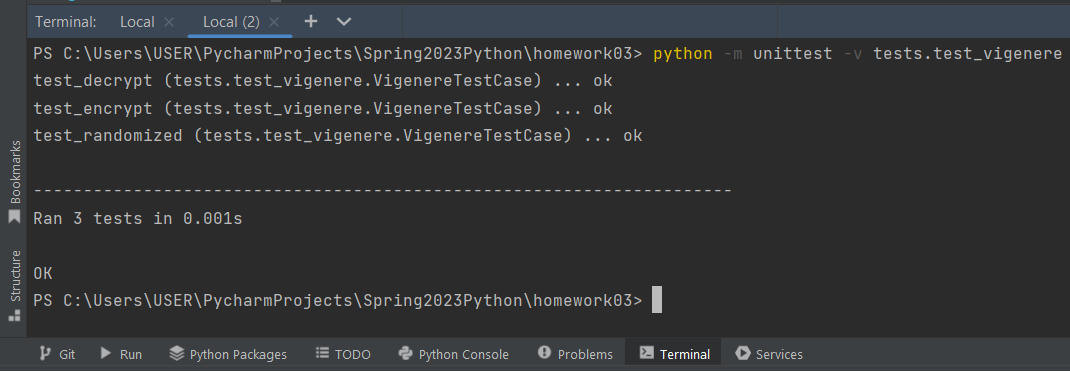 Terminal: Local × Local (2) × +
PS C:\Users\USER\PycharmProjects\Spring2023Python\homework03> python -m unittest -v tests.test_vigenere
test_decrypt (tests.test_vigenere.VigenereTestCase) ... ok
test_encrypt (tests.test_vigenere.VigenereTestCase) ... ok
test_randomized (tests.test_vigenere.VigenereTestCase) ... ok
----------------------------------------------------------------------
Ran 3 tests in 0.001s
OK
PS C:\Users\USER\PycharmProjects\Spring2023Python\homework03>
Bookmarks
Structure
Git Run Python Packages TODO Python Console Problems Terminal Services